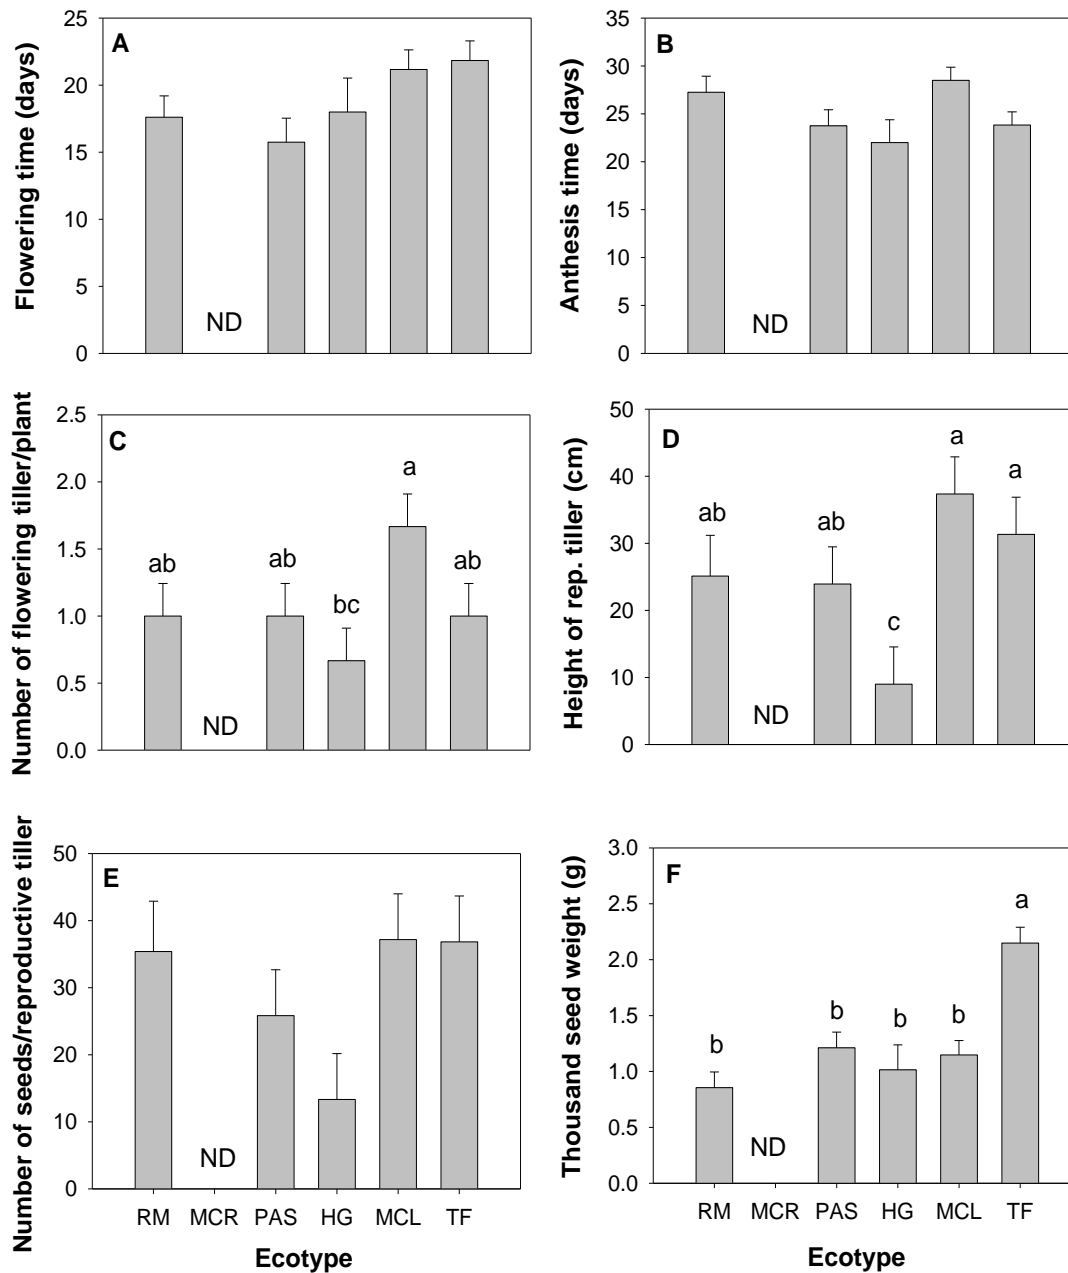 A
Flowering time (days)
25
20
15
10
5
0
ND
B
Anthesis time (days)
35
30
25
20
15
10
5
0
ND
C
Number of flowering tiller/plant
2.5
2.0
1.5
1.0
0.5
0.0
ab
ND
ab
bc
a
ab
D
Height of rep. tiller (cm)
50
40
30
20
10
0
ab
ND
ab
c
a
a
E
Number of seeds/reproductive tiller
50
40
30
20
10
0
ND
RM MCR PAS HG MCL TF
Ecotype
F
Thousand seed weight (g)
3.0
2.5
2.0
1.5
1.0
0.5
0.0
b
ND
b
b
b
a
RM MCR PAS HG MCL TF
Ecotype